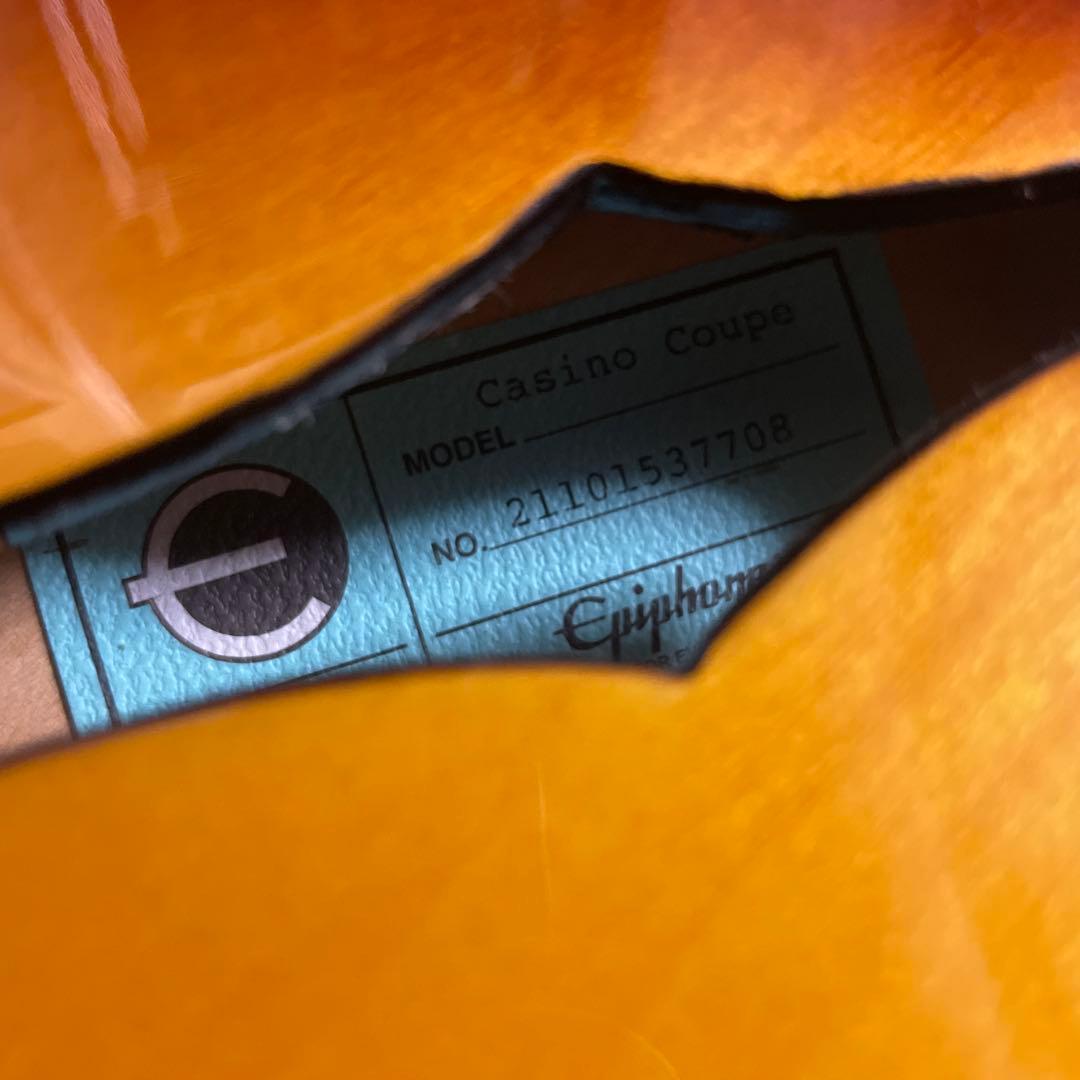 Casino Coupe
MODEL
21101537708
NO.
Epiphone